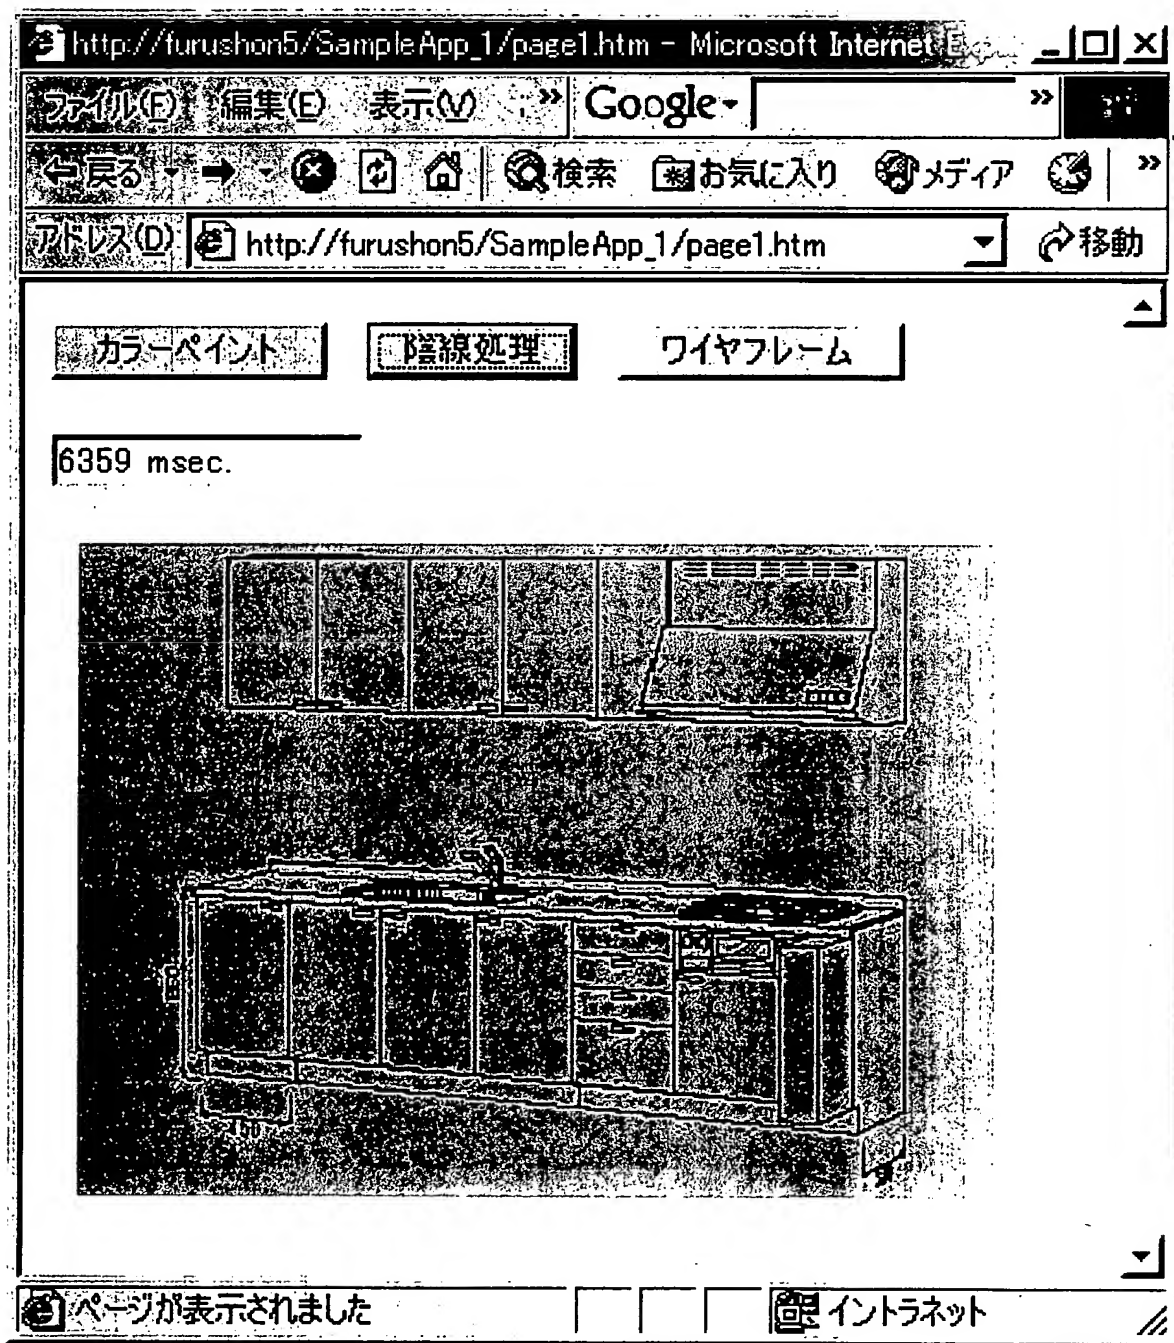 http://furushon5/SampleApp_1/page1.htm - Microsoft Internet
ファイル(F) 編集(E) 表示(V) » Google »
戻る 検索 お気に入り メディア »
アドレス(D) http://furushon5/SampleApp_1/page1.htm 移動
カラーペイント 陰線処理 ワイヤフレーム
6359 msec.
ページが表示されました イントラネット